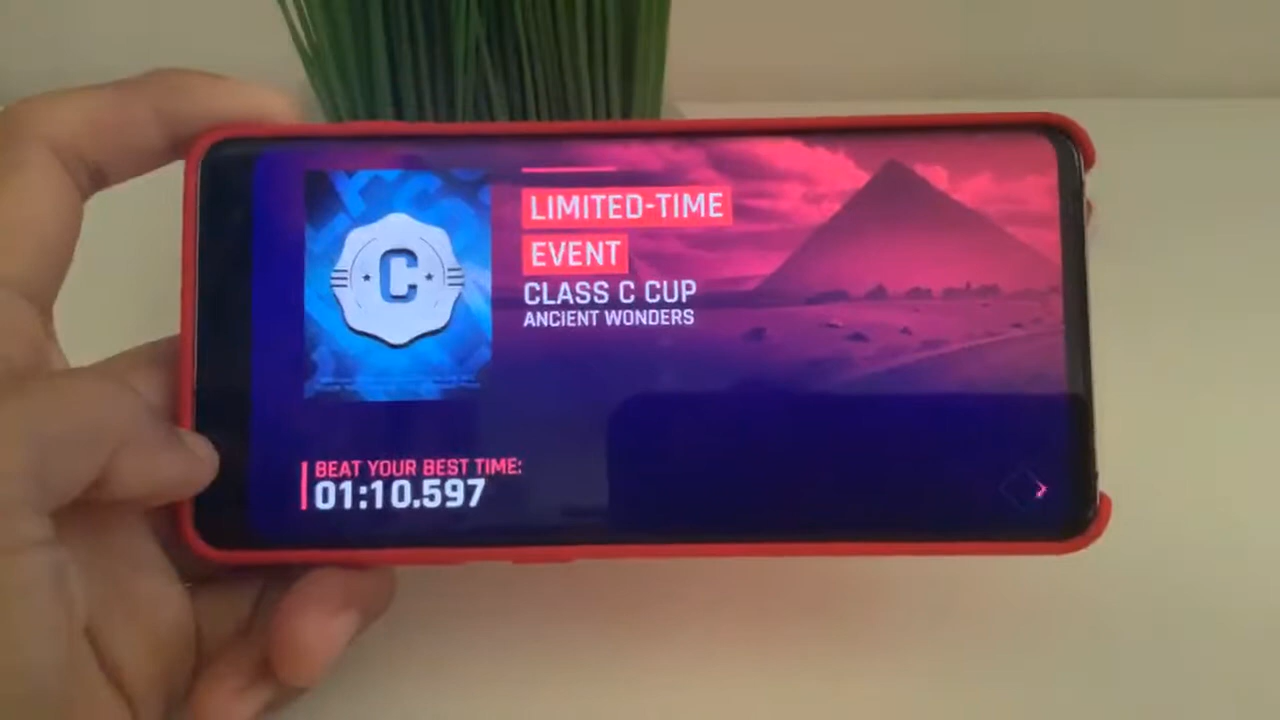 C
LIMITED-TIME
EVENT
CLASS C CUP
ANCIENT WONDERS
BEAT YOUR BEST TIME:
01:10.597